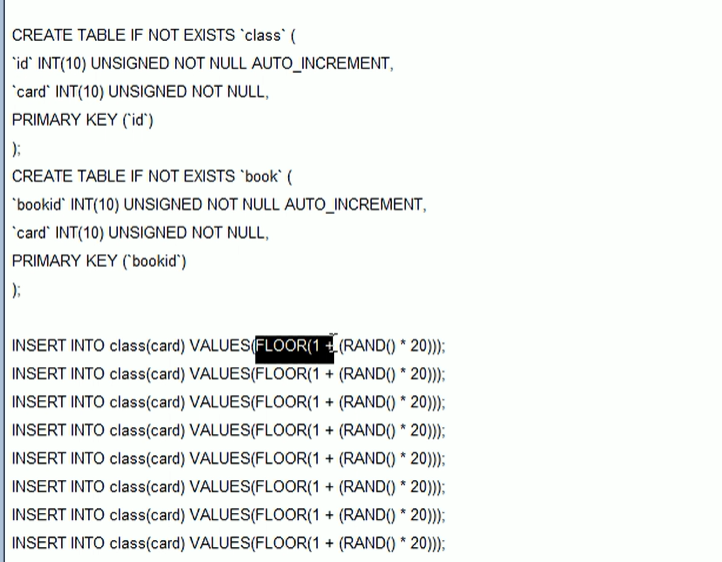 CREATE TABLE IF NOT EXISTS `class` (
`id` INT(10) UNSIGNED NOT NULL AUTO_INCREMENT,
`card` INT(10) UNSIGNED NOT NULL,
PRIMARY KEY (`id`)
);
CREATE TABLE IF NOT EXISTS `book` (
`bookid` INT(10) UNSIGNED NOT NULL AUTO_INCREMENT,
`card` INT(10) UNSIGNED NOT NULL,
PRIMARY KEY (`bookid`)
);
INSERT INTO class(card) VALUES(FLOOR(1 + (RAND() * 20)));
INSERT INTO class(card) VALUES(FLOOR(1 + (RAND() * 20)));
INSERT INTO class(card) VALUES(FLOOR(1 + (RAND() * 20)));
INSERT INTO class(card) VALUES(FLOOR(1 + (RAND() * 20)));
INSERT INTO class(card) VALUES(FLOOR(1 + (RAND() * 20)));
INSERT INTO class(card) VALUES(FLOOR(1 + (RAND() * 20)));
INSERT INTO class(card) VALUES(FLOOR(1 + (RAND() * 20)));
INSERT INTO class(card) VALUES(FLOOR(1 + (RAND() * 20)));